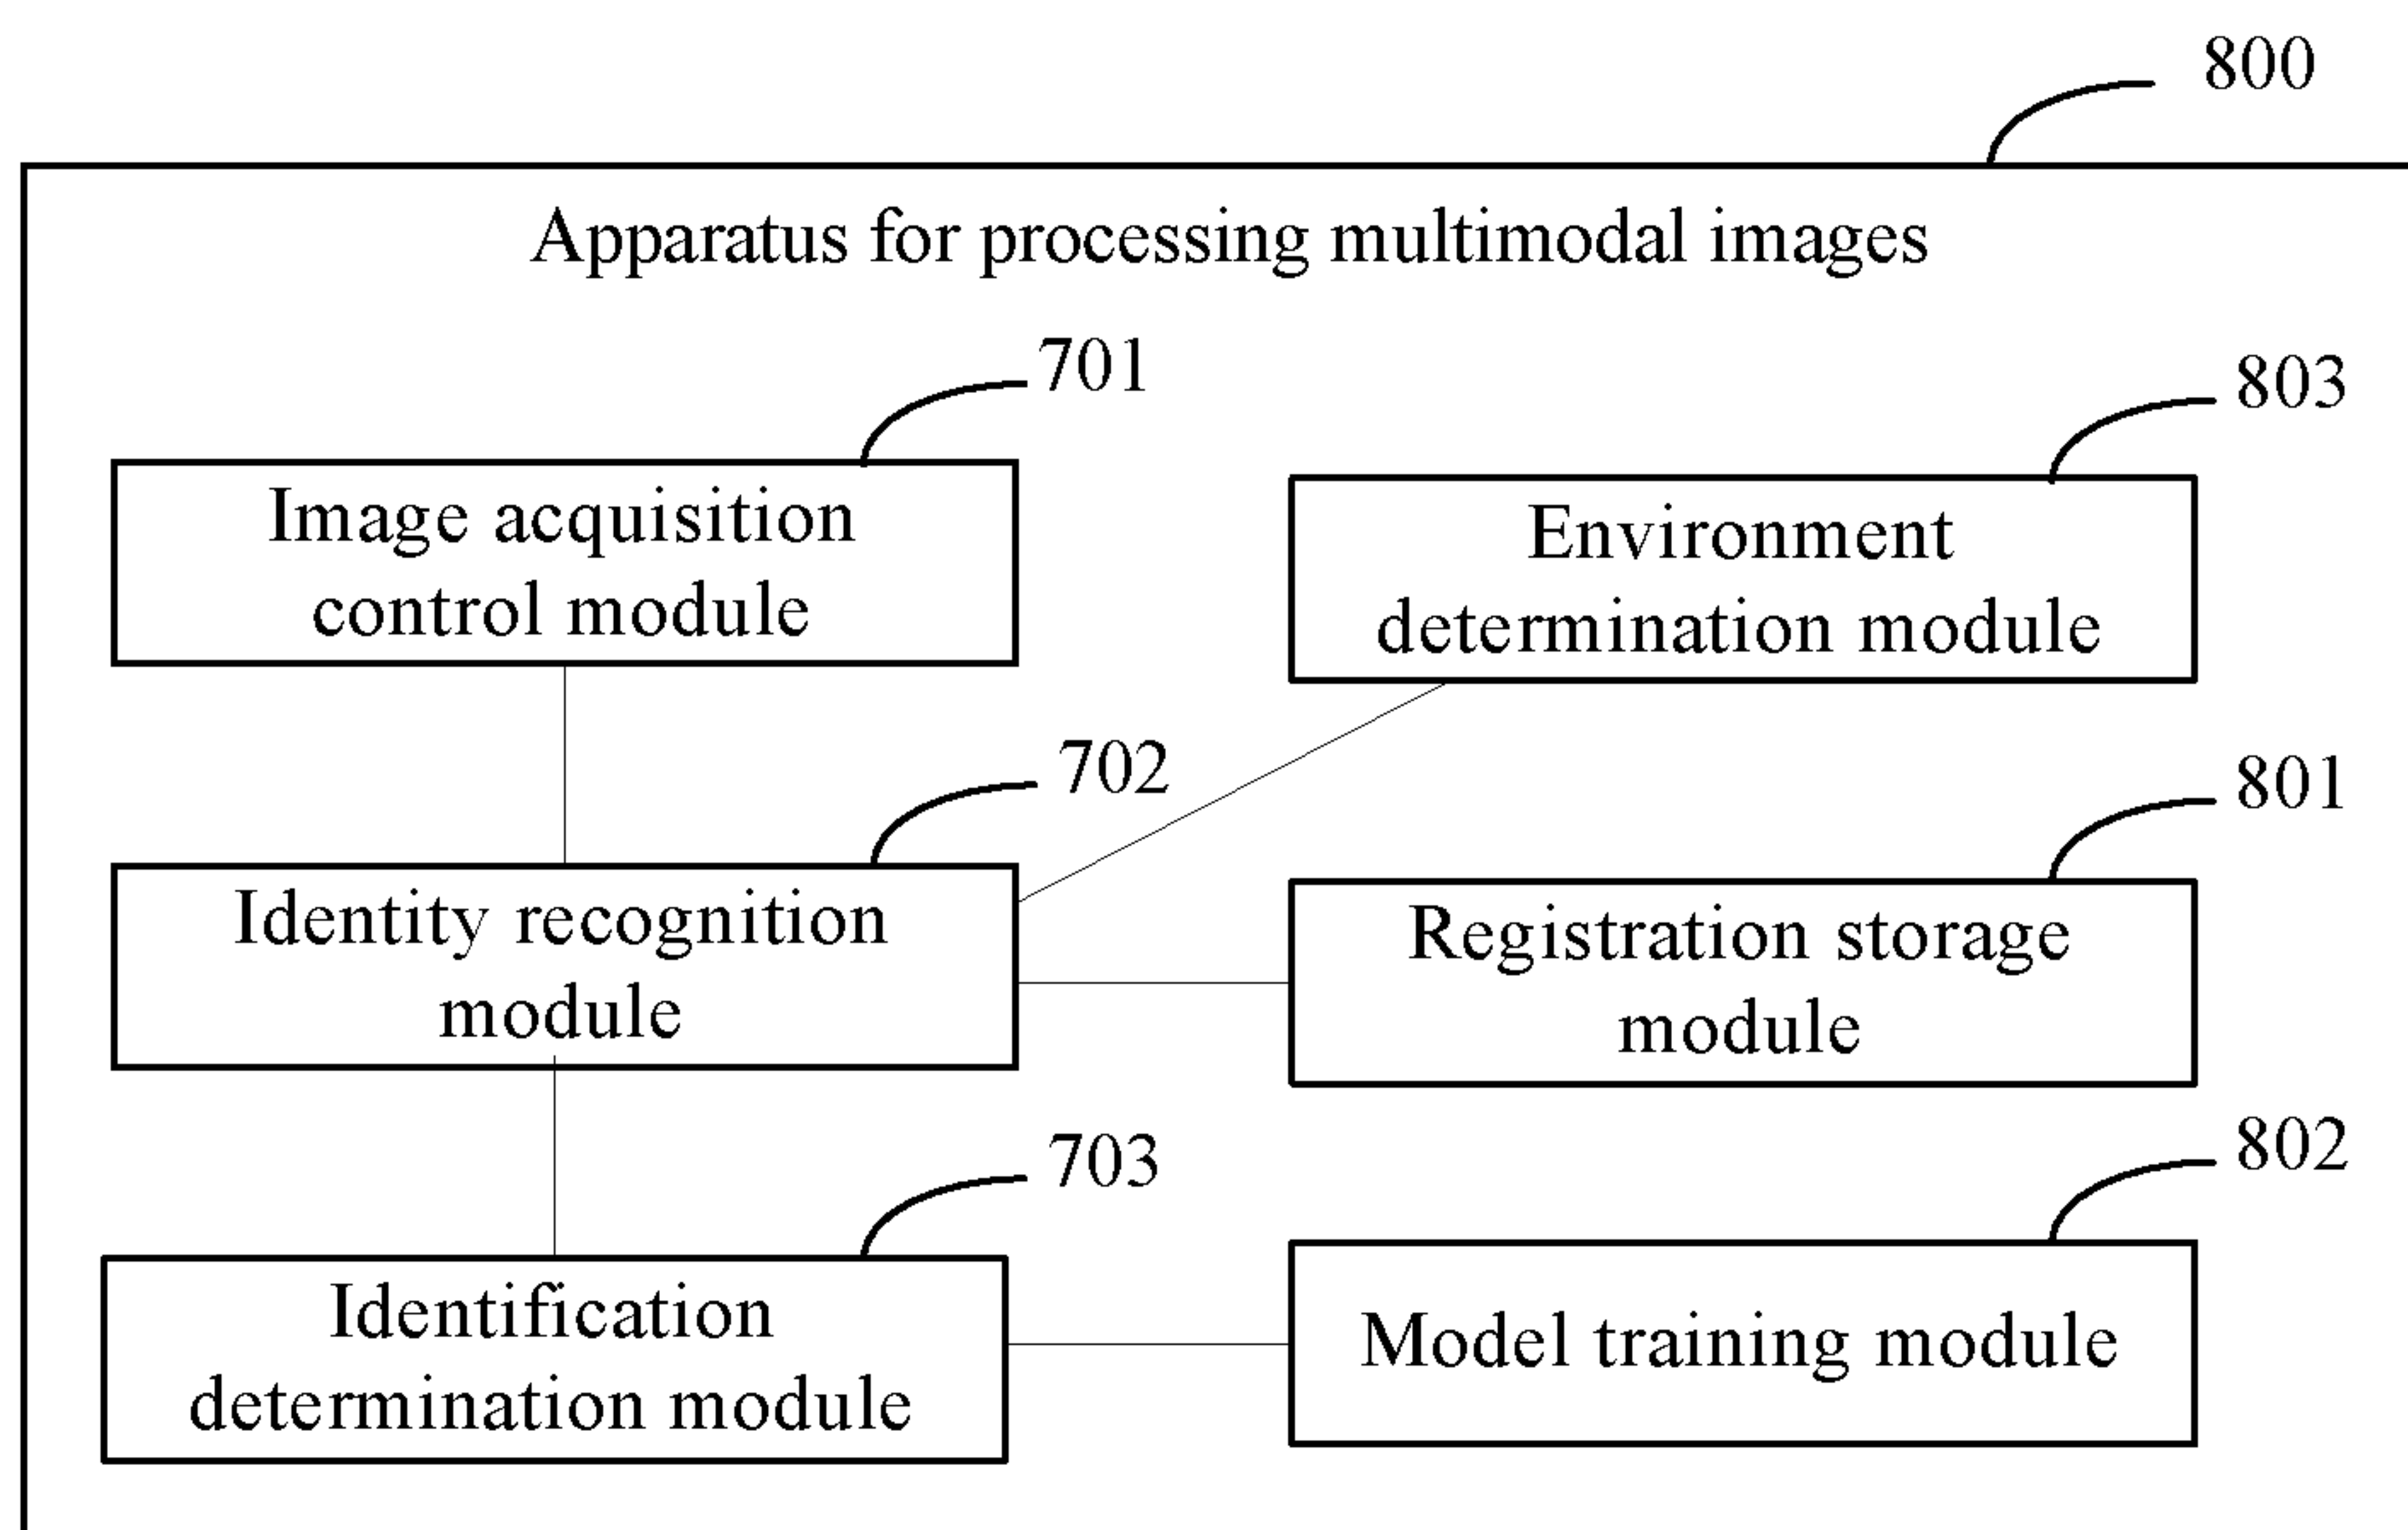 800
Apparatus for processing multimodal images
701
803
Image acquisition
control module
Environment
determination module
702
801
Identity recognition
module
Registration storage
module
703
802
Identification
determination module
Model training module